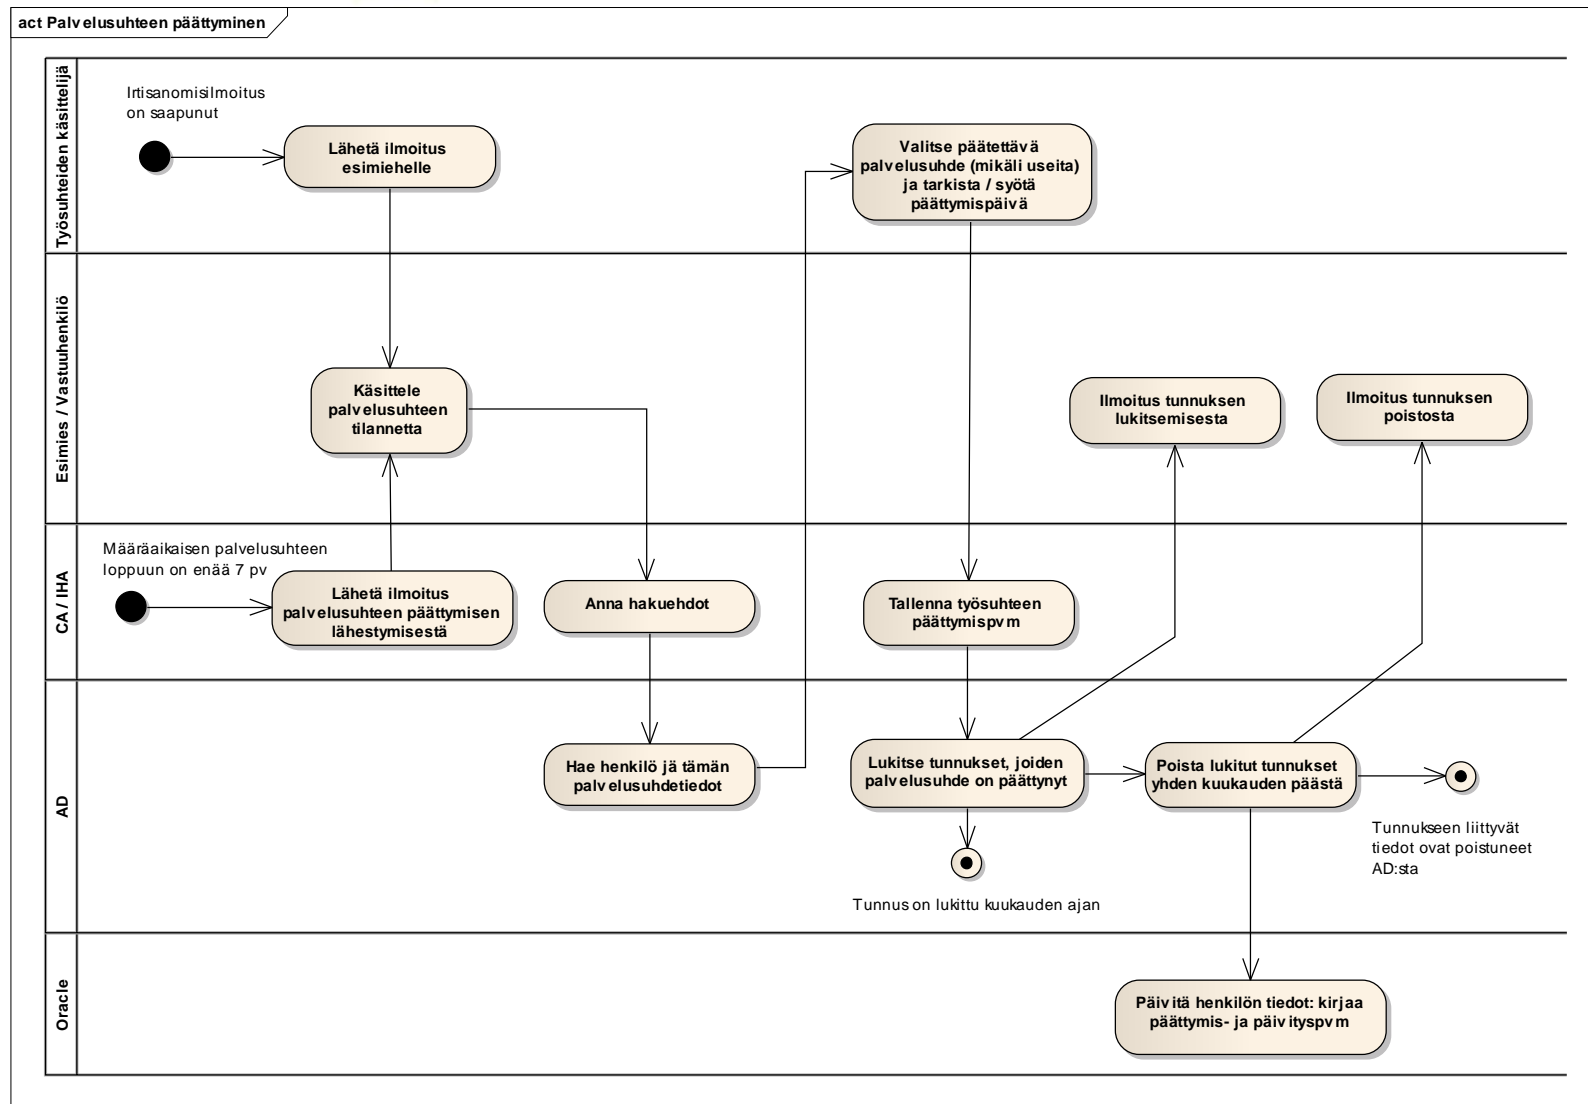 act Palvelusuhteen päättyminen
Työsuhteiden käsittelijä
Irtisanomisilmoitus
on saapunut
Lähetä ilmoitus
esimiehelle
Valitse päätettävä
palvelusuhde (mikäli useita)
ja tarkista / syötä
päättymispäivä
Esimies / Vastuuhenkilö
Käsittele
palvelusuhteen
tilannetta
Ilmoitus tunnuksen
lukitsemisesta
Ilmoitus tunnuksen
poistosta
CA / IHA
Määräaikaisen palvelusuhteen
loppuun on enää 7 pv
Lähetä ilmoitus
palvelusuhteen päättymisen
lähestymisestä
Anna hakuehdot
Tallenna työsuhteen
päättymispvm
AD
Hae henkilö jä tämän
palvelusuhdetiedot
Lukitse tunnukset, joiden
palvelusuhde on päättynyt
Poista lukitut tunnukset
yhden kuukauden päästä
Tunnus on lukittu kuukauden ajan
Tunnukseen liittyvät
tiedot ovat poistuneet
AD:sta
Oracle
Päivitä henkilön tiedot: kirjaa
päättymis- ja päivityspvm